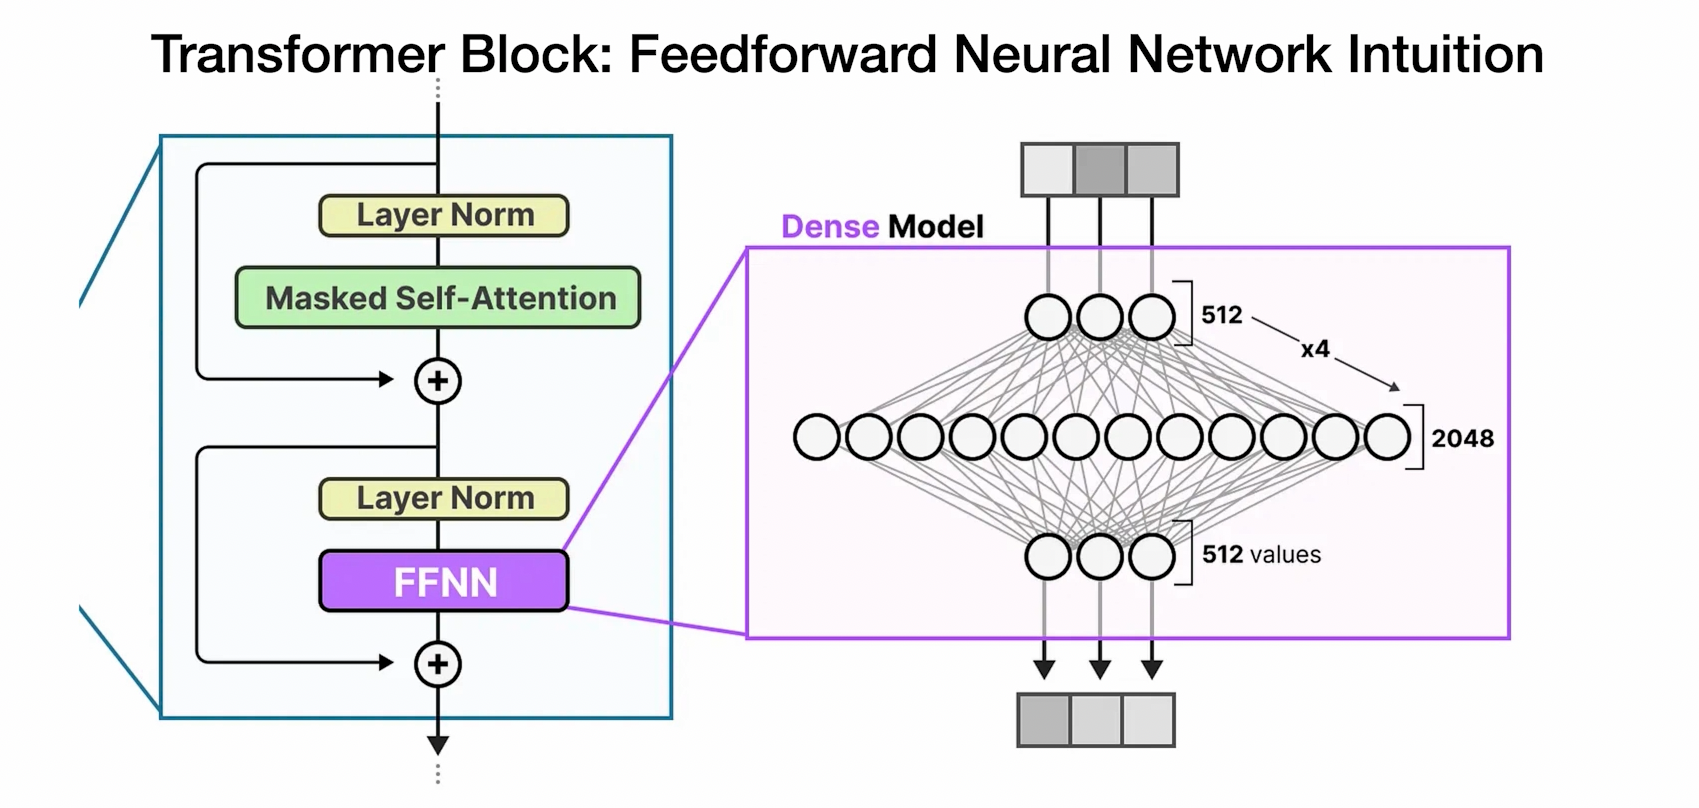 Transformer Block: Feedforward Neural Network Intuition
Layer Norm
Masked Self-Attention
+
Layer Norm
FFNN
+
Dense Model
512
x4
2048
512 values